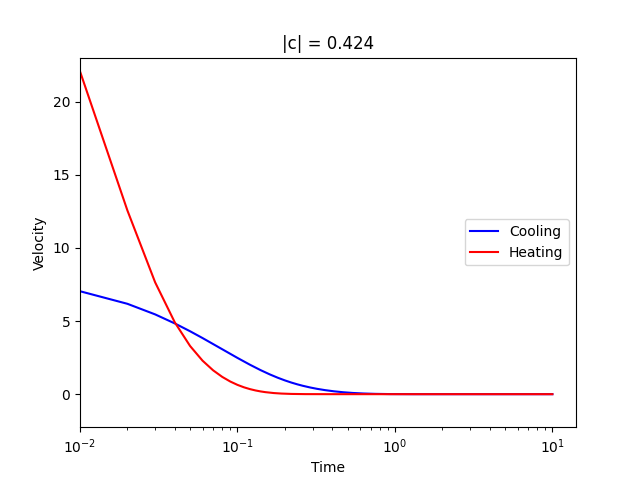 |c| = 0.424
Velocity
20
15
10
5
0
Cooling
Heating
10⁻² 10⁻¹ 10⁰ 10¹
Time